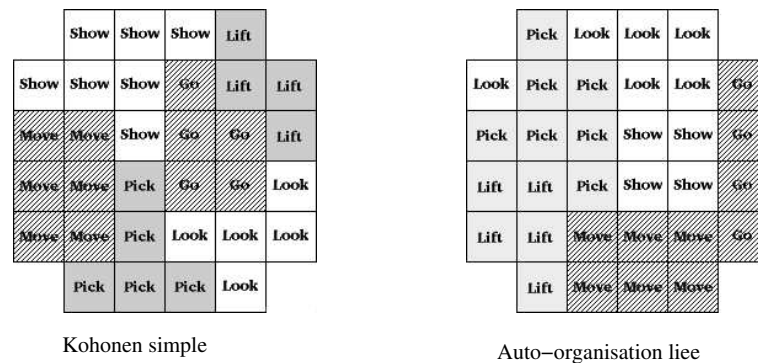 Show Show Show Lift
Show Show Show Go Lift Lift
Move Move Show Go Go Lift
Move Move Pick Go Go Look
Move Move Pick Look Look Look
Pick Pick Pick Look
Kohonen simple
Pick Look Look Look
Look Pick Pick Look Look Go
Pick Pick Pick Show Show Go
Lift Lift Pick Show Show Go
Lift Lift Move Move Move Go
Lift Move Move Move
Auto−organisation liee